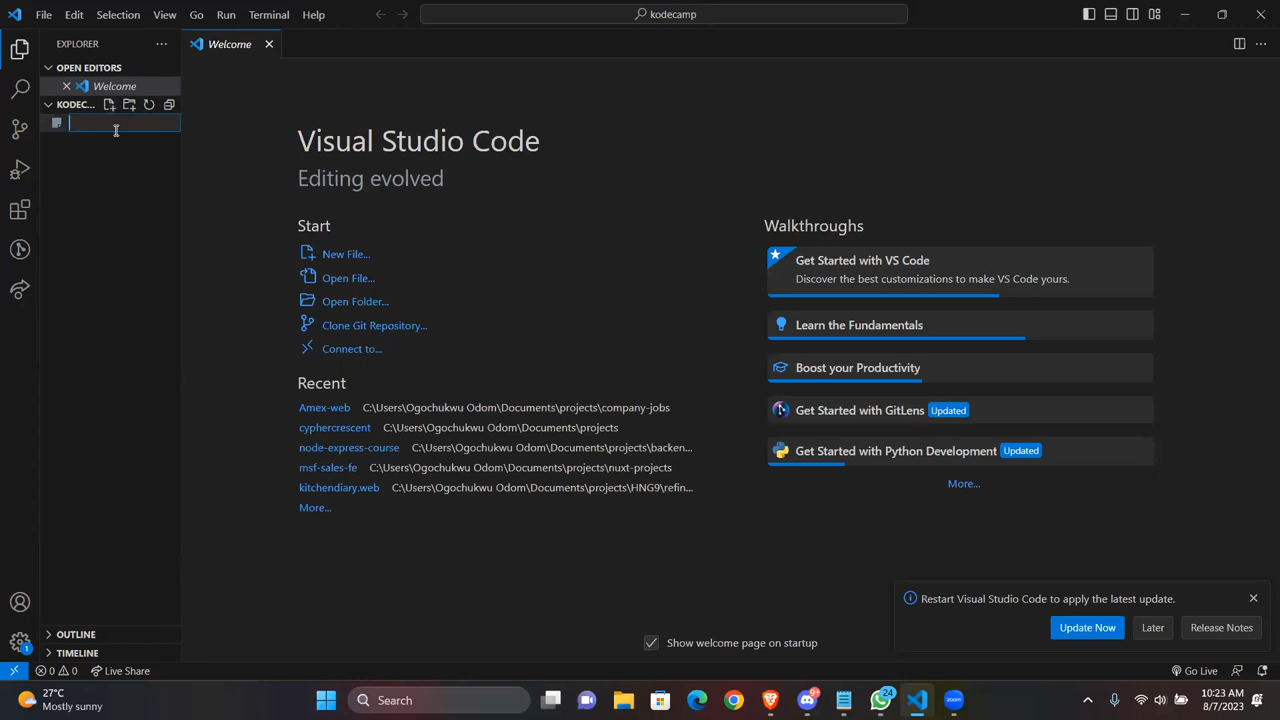 File Edit Selection View Go Run Terminal Help
kodecamp
EXPLORER
Welcome
OPEN EDITORS
Welcome
KODEC...
Visual Studio Code
Editing evolved
Start
New File...
Open File...
Open Folder...
Clone Git Repository...
Connect to...
Recent
Amex-web C:\Users\Ogochukwu Odom\Documents\projects\company-jobs
cyphercrescent C:\Users\Ogochukwu Odom\Documents\projects
node-express-course C:\Users\Ogochukwu Odom\Documents\projects\backen...
msf-sales-fe C:\Users\Ogochukwu Odom\Documents\projects\nuxt-projects
kitchendiary.web C:\Users\Ogochukwu Odom\Documents\projects\HNG9\refin...
More...
Walkthroughs
Get Started with VS Code
Discover the best customizations to make VS Code yours.
Learn the Fundamentals
Boost your Productivity
Get Started with GitLens Updated
Get Started with Python Development Updated
More...
Restart Visual Studio Code to apply the latest update.
Update Now Later Release Notes
Show welcome page on startup
OUTLINE
TIMELINE
1
0 0 Live Share
Go Live
27°C
Mostly sunny
Search
24
10:23 AM
8/7/2023